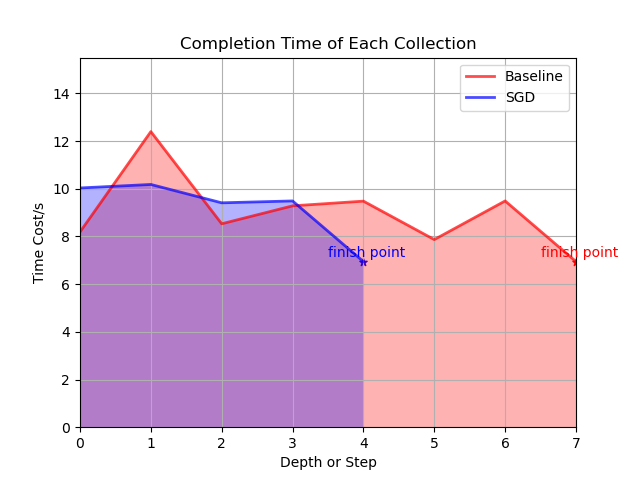 Completion Time of Each Collection
Baseline
SGD
14
12
10
8
6
4
2
0
Time Cost/s
finish point
finish point
0 1 2 3 4 5 6 7
Depth or Step